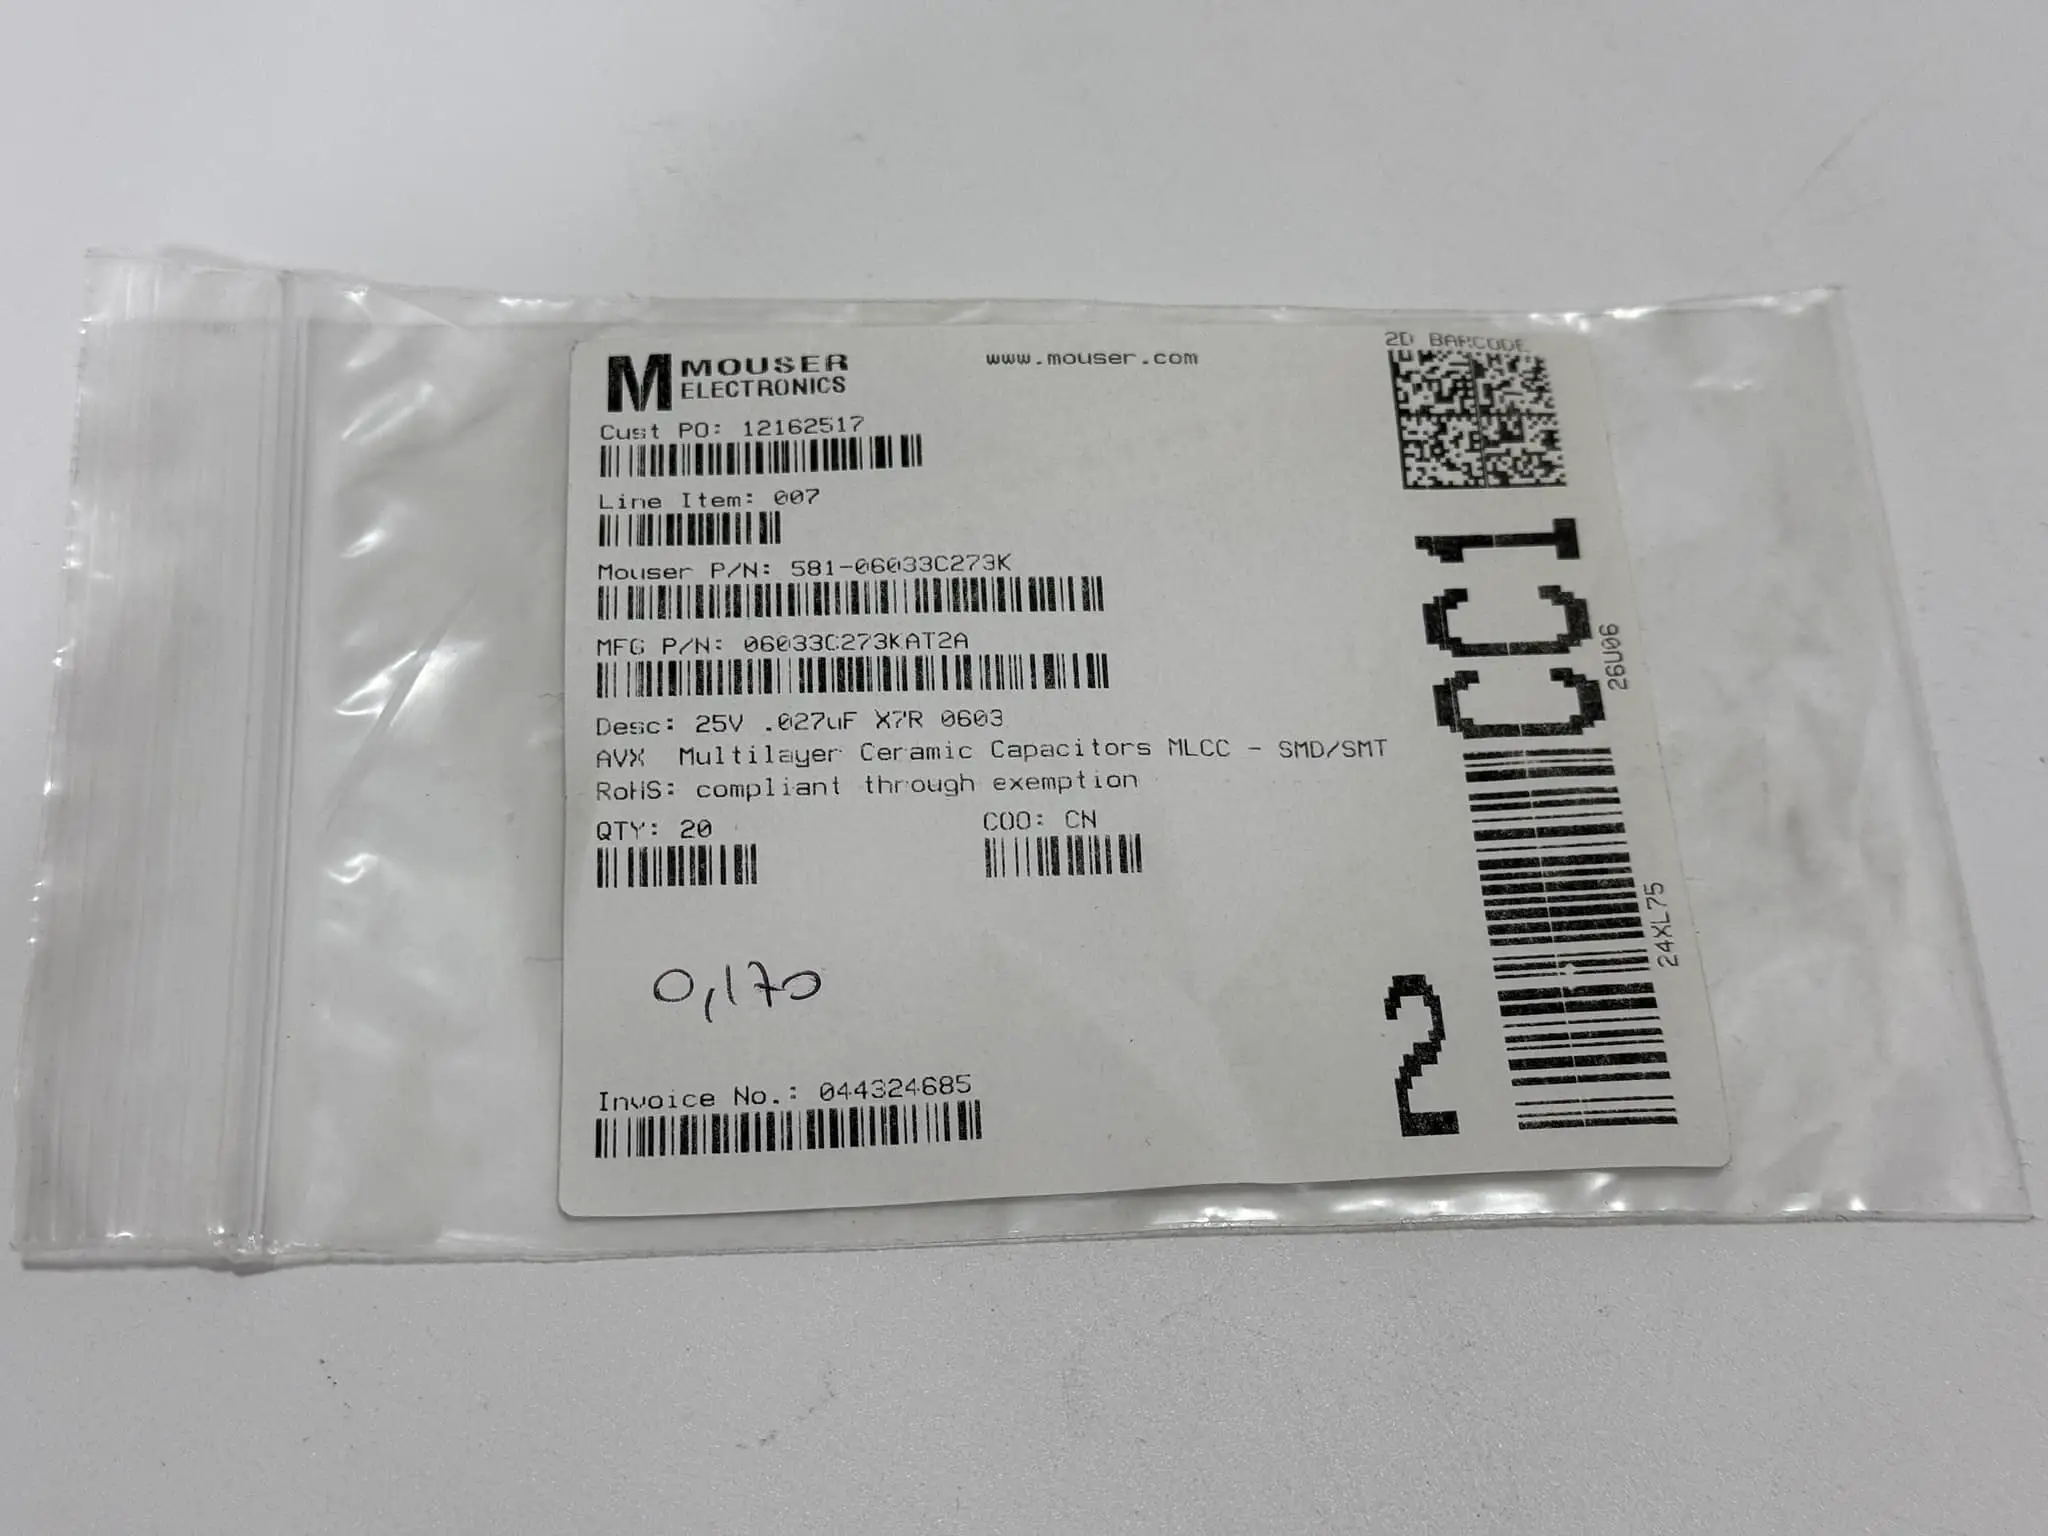 MOUSER
ELECTRONICS
www.mouser.com
2D BARCODE
Cust PO: 12162517
Line Item: 007
Mouser P/N: 581-06033C273K
MFG P/N: 06033C273KAT2A
Desc: 25V .027uF X7R 0603
AVX Multilayer Ceramic Capacitors MLCC - SMD/SMT
RoHS: compliant through exemption
QTY: 20
COO: CN
0,170
Invoice No.: 044324685
CC1
26U06
24XL75
2